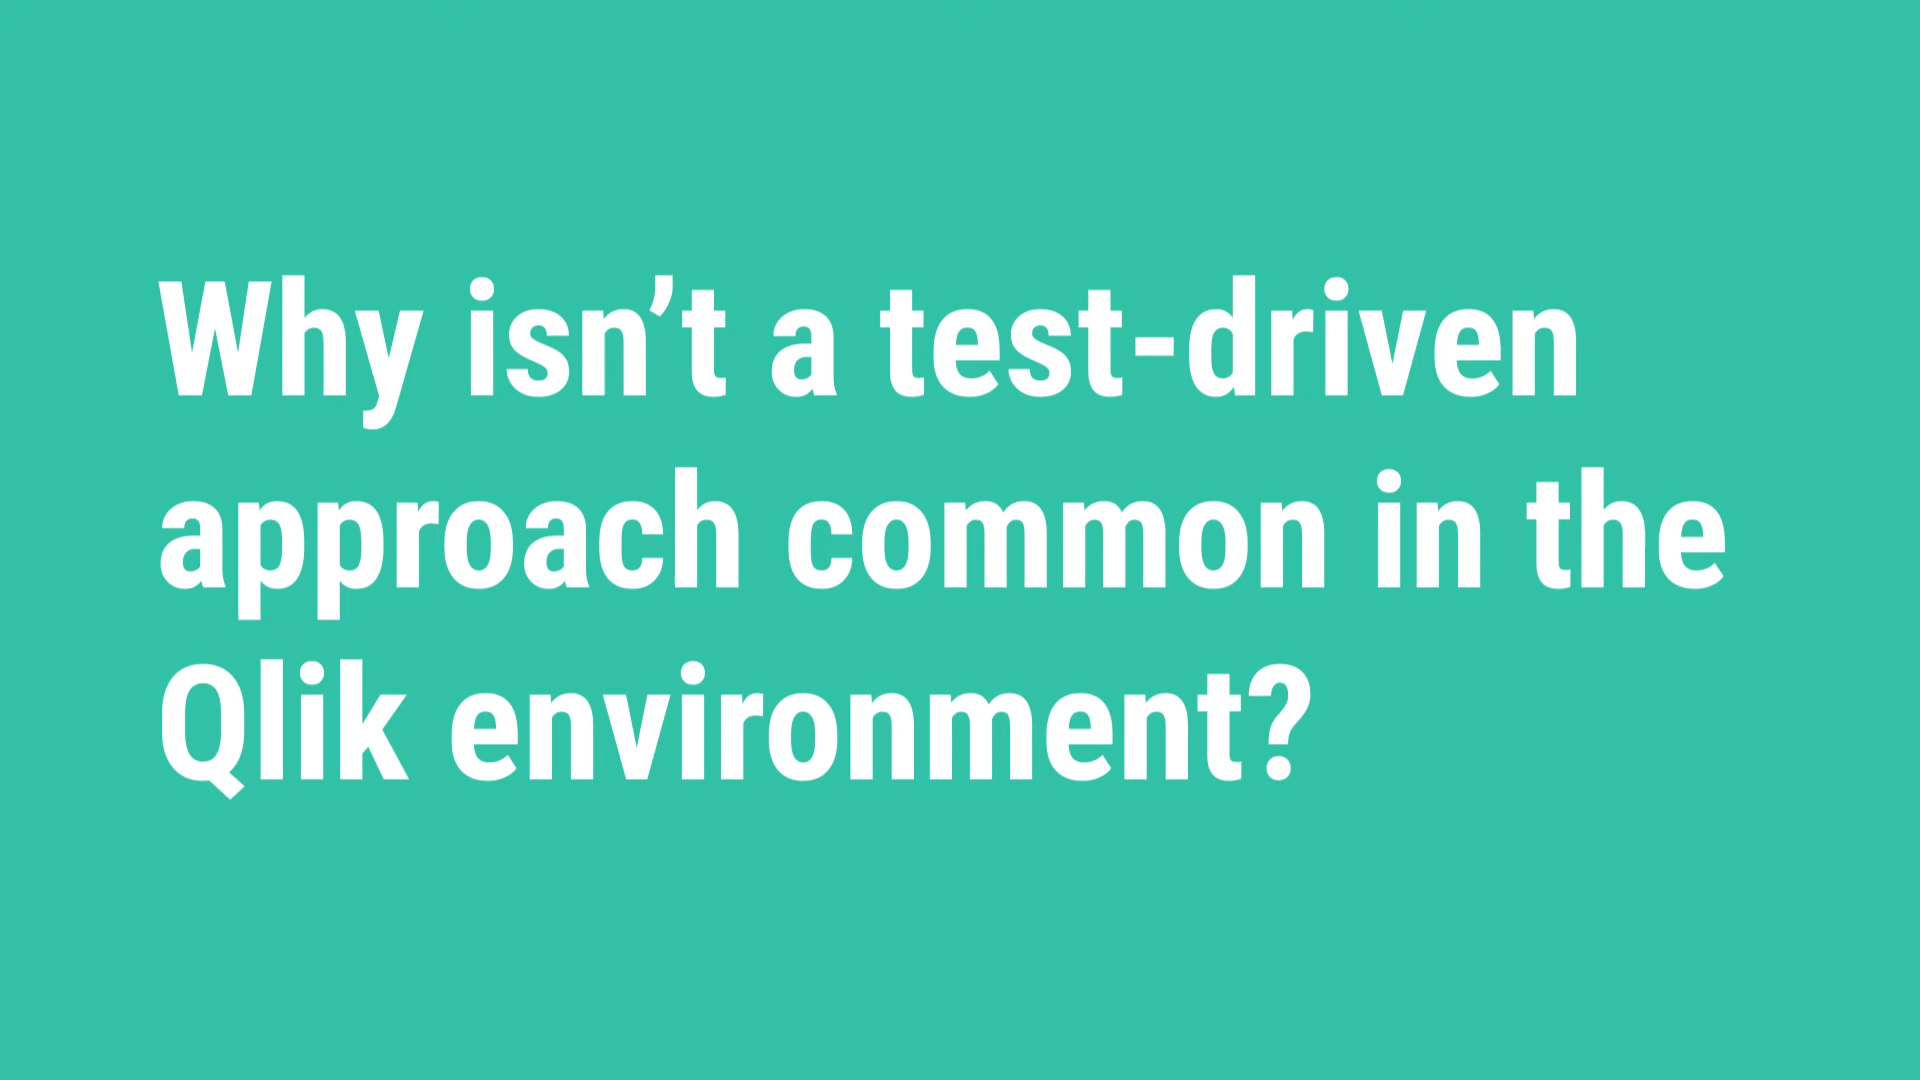 Why isn’t a test-driven
approach common in the
Qlik environment?